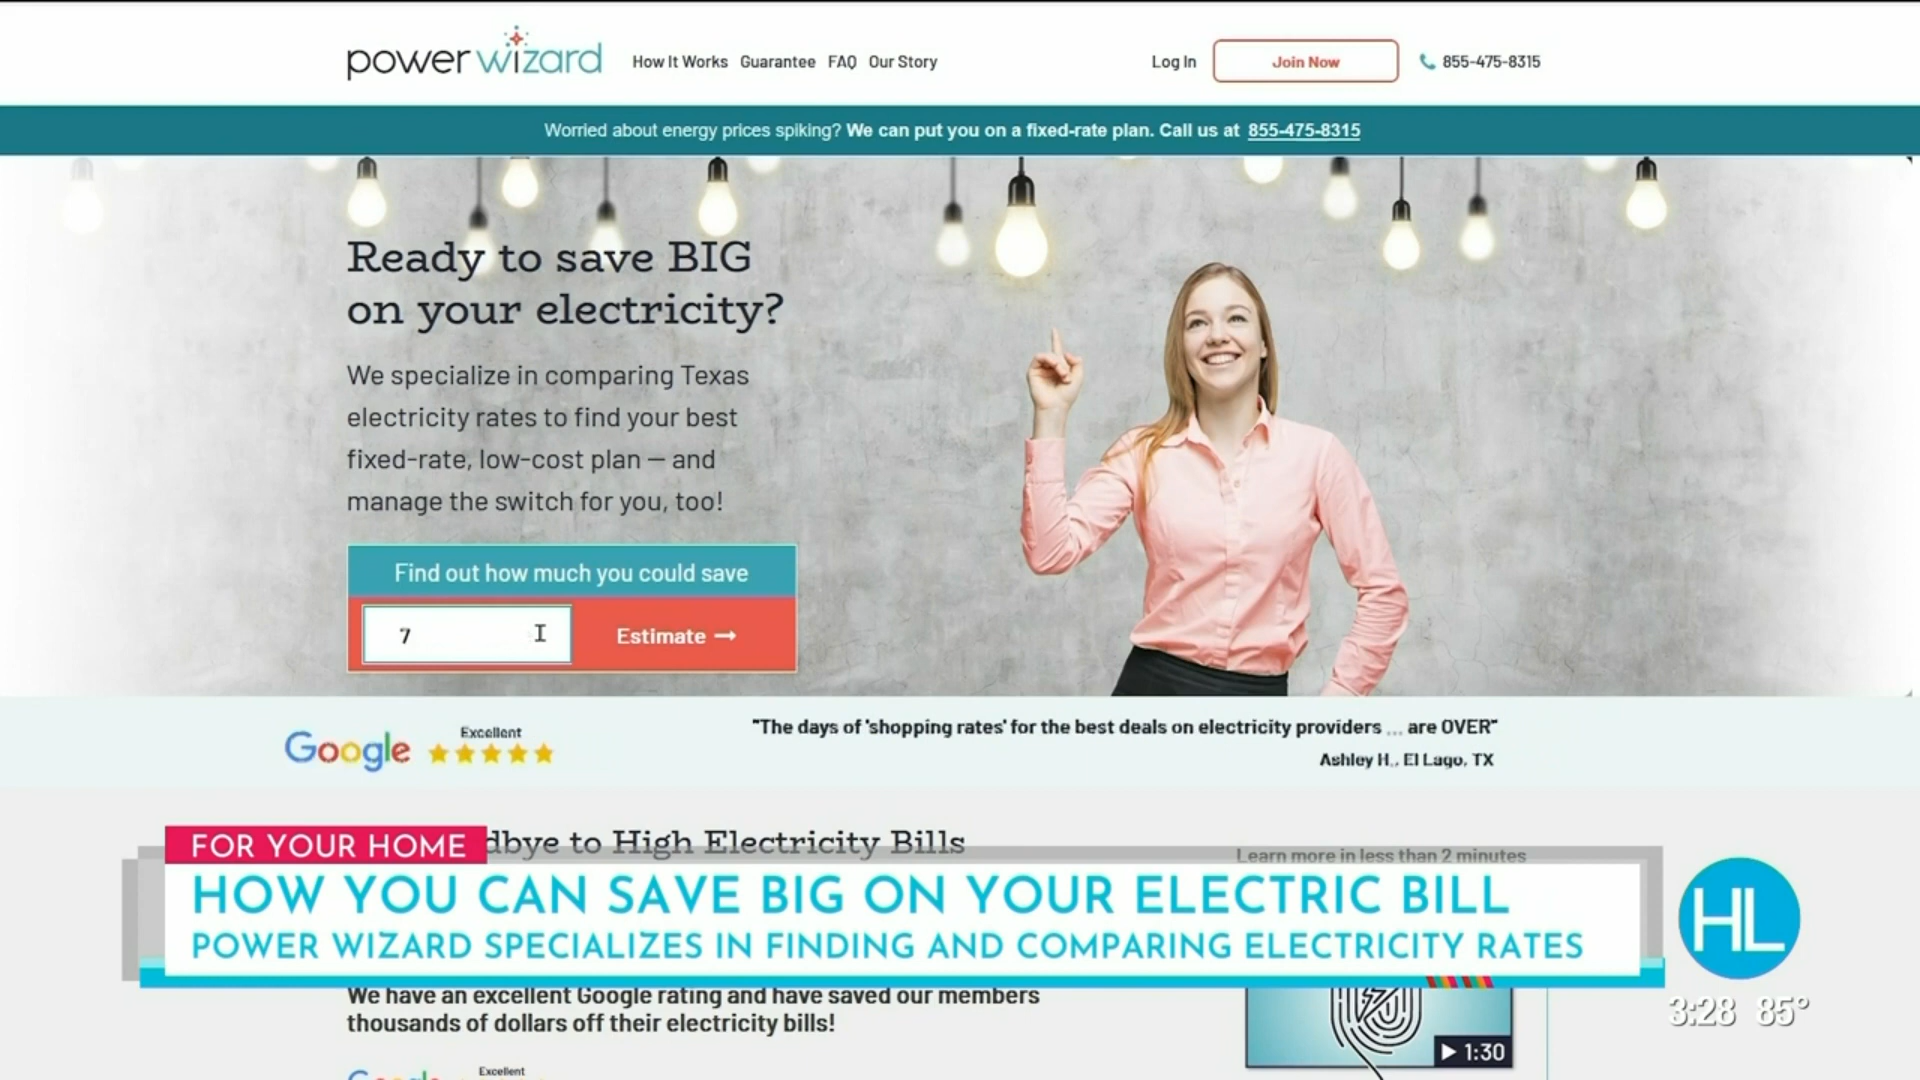 power wizard
How It Works Guarantee FAQ Our Story
Log In
Join Now
855-475-8315
Worried about energy prices spiking? We can put you on a fixed-rate plan. Call us at 855-475-8315
Ready to save BIG
on your electricity?
We specialize in comparing Texas
electricity rates to find your best
fixed-rate, low-cost plan — and
manage the switch for you, too!
Find out how much you could save
7
Estimate →
Google
Excellent
"The days of 'shopping rates' for the best deals on electricity providers ... are OVER"
Ashley H., El Lago, TX
dbye to High Electricity Bills
Learn more in less than 2 minutes
FOR YOUR HOME
HOW YOU CAN SAVE BIG ON YOUR ELECTRIC BILL
POWER WIZARD SPECIALIZES IN FINDING AND COMPARING ELECTRICITY RATES
HL
We have an excellent Google rating and have saved our members
thousands of dollars off their electricity bills!
1:30
3:28 85°
Google
Excellent